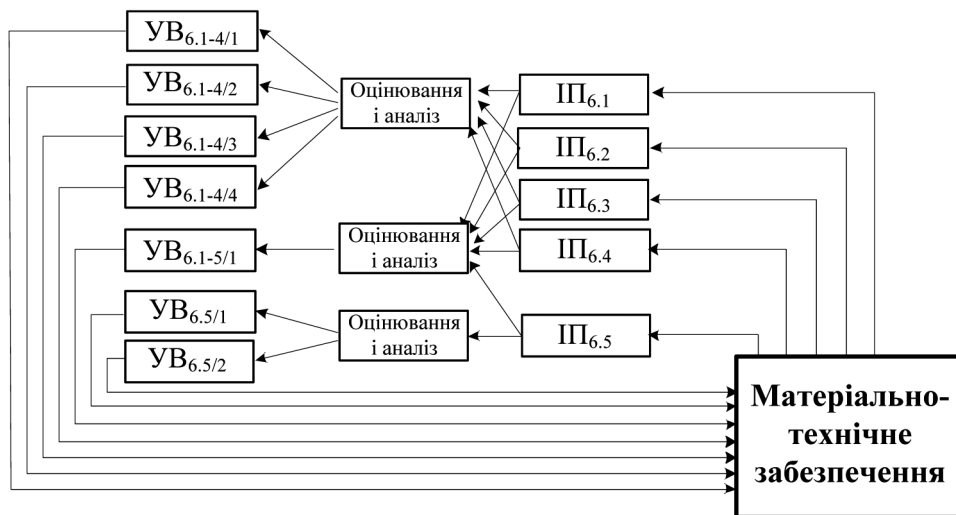 УВ6.1-4/1
УВ6.1-4/2
УВ6.1-4/3
УВ6.1-4/4
УВ6.1-5/1
УВ6.5/1
УВ6.5/2
Оцінювання
і аналіз
Оцінювання
і аналіз
Оцінювання
і аналіз
ІП6.1
ІП6.2
ІП6.3
ІП6.4
ІП6.5
Матеріально-
технічне
забезпечення